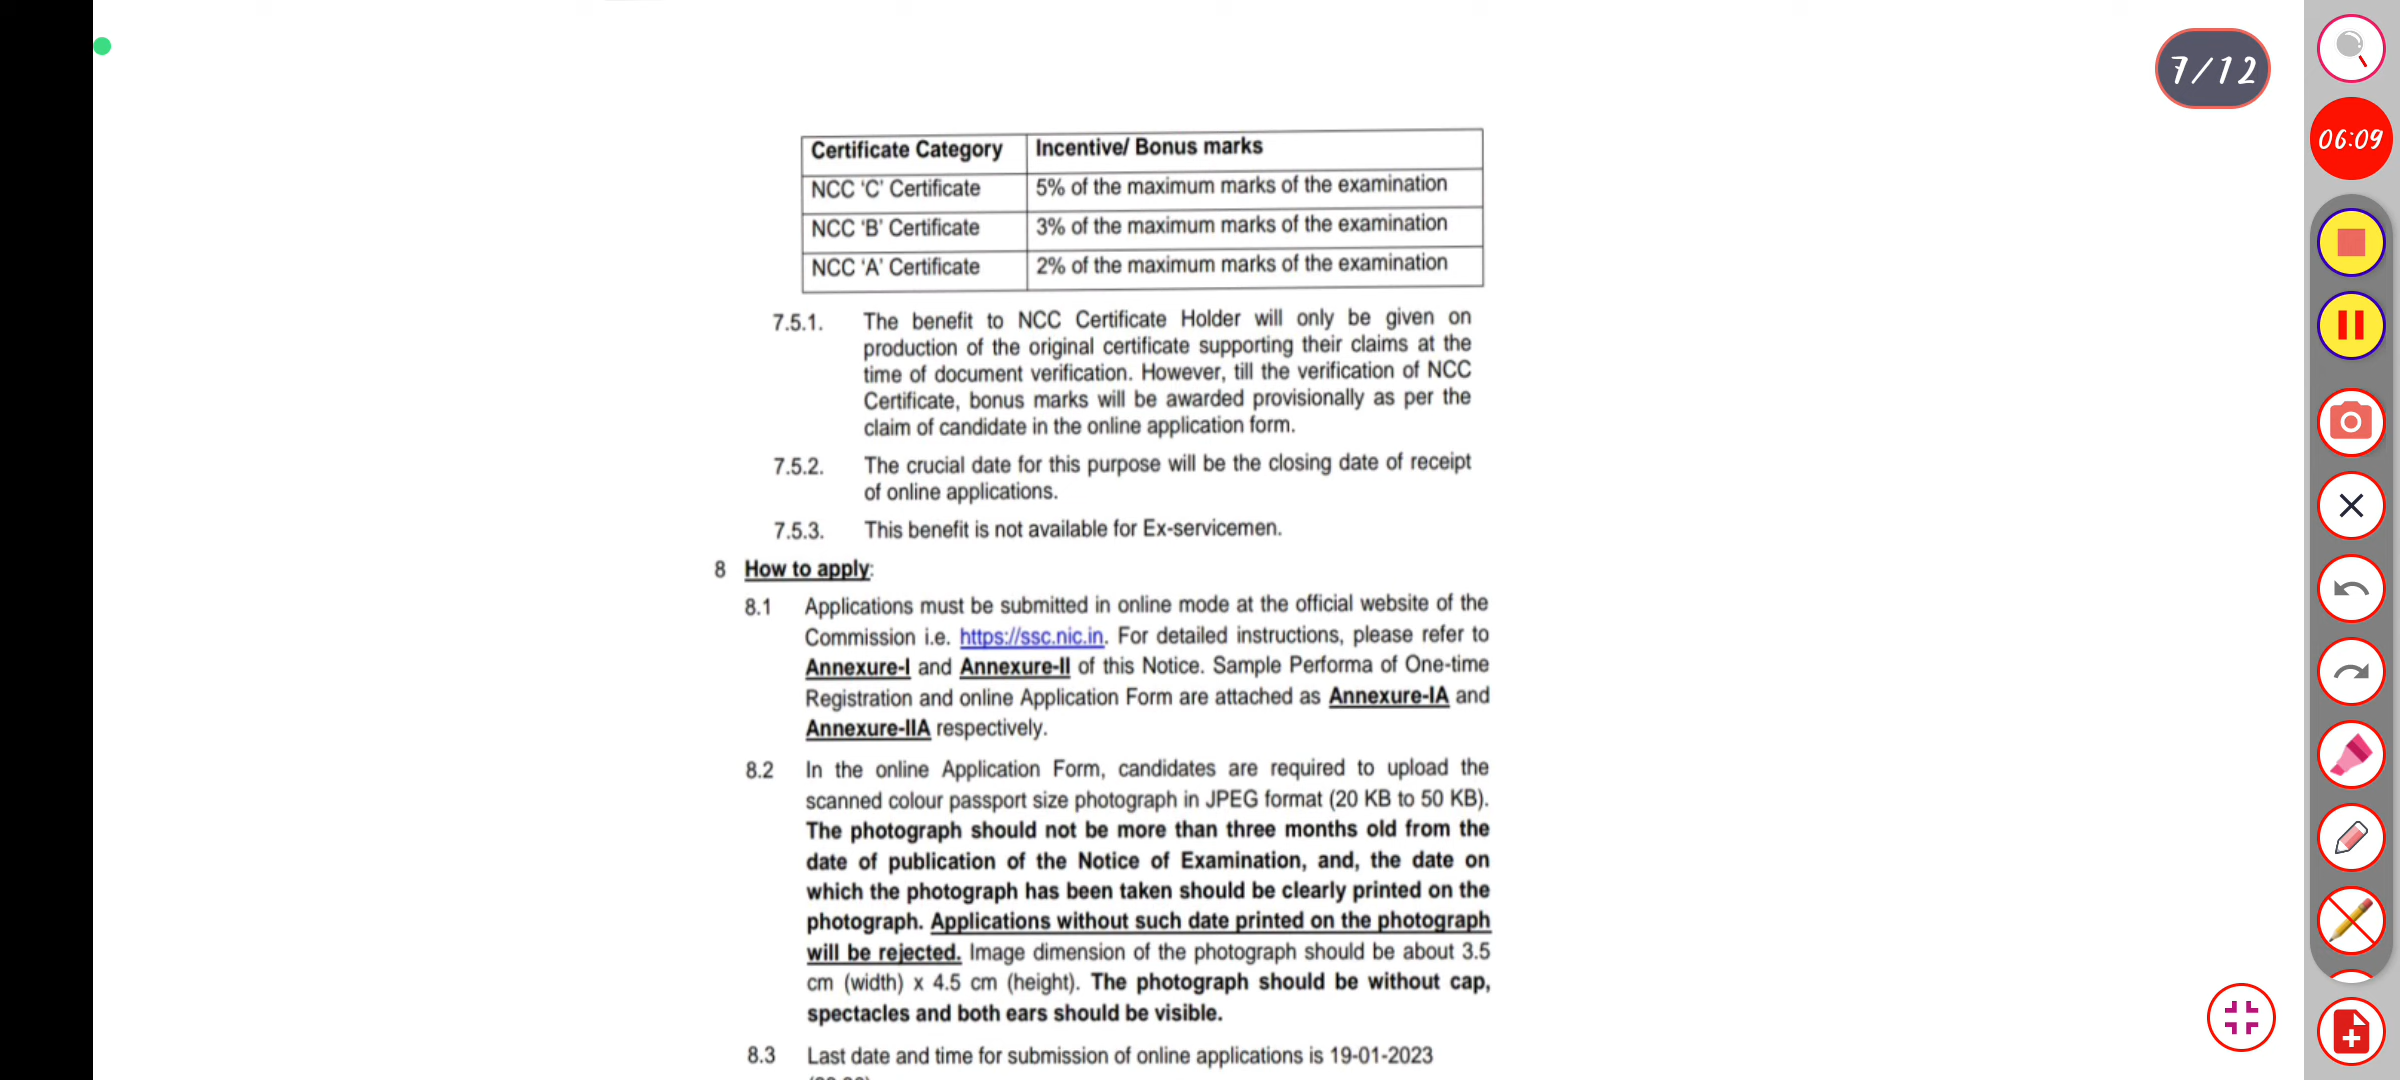 7/12
06:09
Certificate Category Incentive/ Bonus marks
NCC 'C' Certificate 5% of the maximum marks of the examination
NCC 'B' Certificate 3% of the maximum marks of the examination
NCC 'A' Certificate 2% of the maximum marks of the examination
7.5.1. The benefit to NCC Certificate Holder will only be given on
production of the original certificate supporting their claims at the
time of document verification. However, till the verification of NCC
Certificate, bonus marks will be awarded provisionally as per the
claim of candidate in the online application form.
7.5.2. The crucial date for this purpose will be the closing date of receipt
of online applications.
7.5.3. This benefit is not available for Ex-servicemen.
8 How to apply:
8.1 Applications must be submitted in online mode at the official website of the
Commission i.e. https://ssc.nic.in. For detailed instructions, please refer to
Annexure-I and Annexure-II of this Notice. Sample Performa of One-time
Registration and online Application Form are attached as Annexure-IA and
Annexure-IIA respectively.
8.2 In the online Application Form, candidates are required to upload the
scanned colour passport size photograph in JPEG format (20 KB to 50 KB).
The photograph should not be more than three months old from the
date of publication of the Notice of Examination, and, the date on
which the photograph has been taken should be clearly printed on the
photograph. Applications without such date printed on the photograph
will be rejected. Image dimension of the photograph should be about 3.5
cm (width) x 4.5 cm (height). The photograph should be without cap,
spectacles and both ears should be visible.
8.3 Last date and time for submission of online applications is 19-01-2023